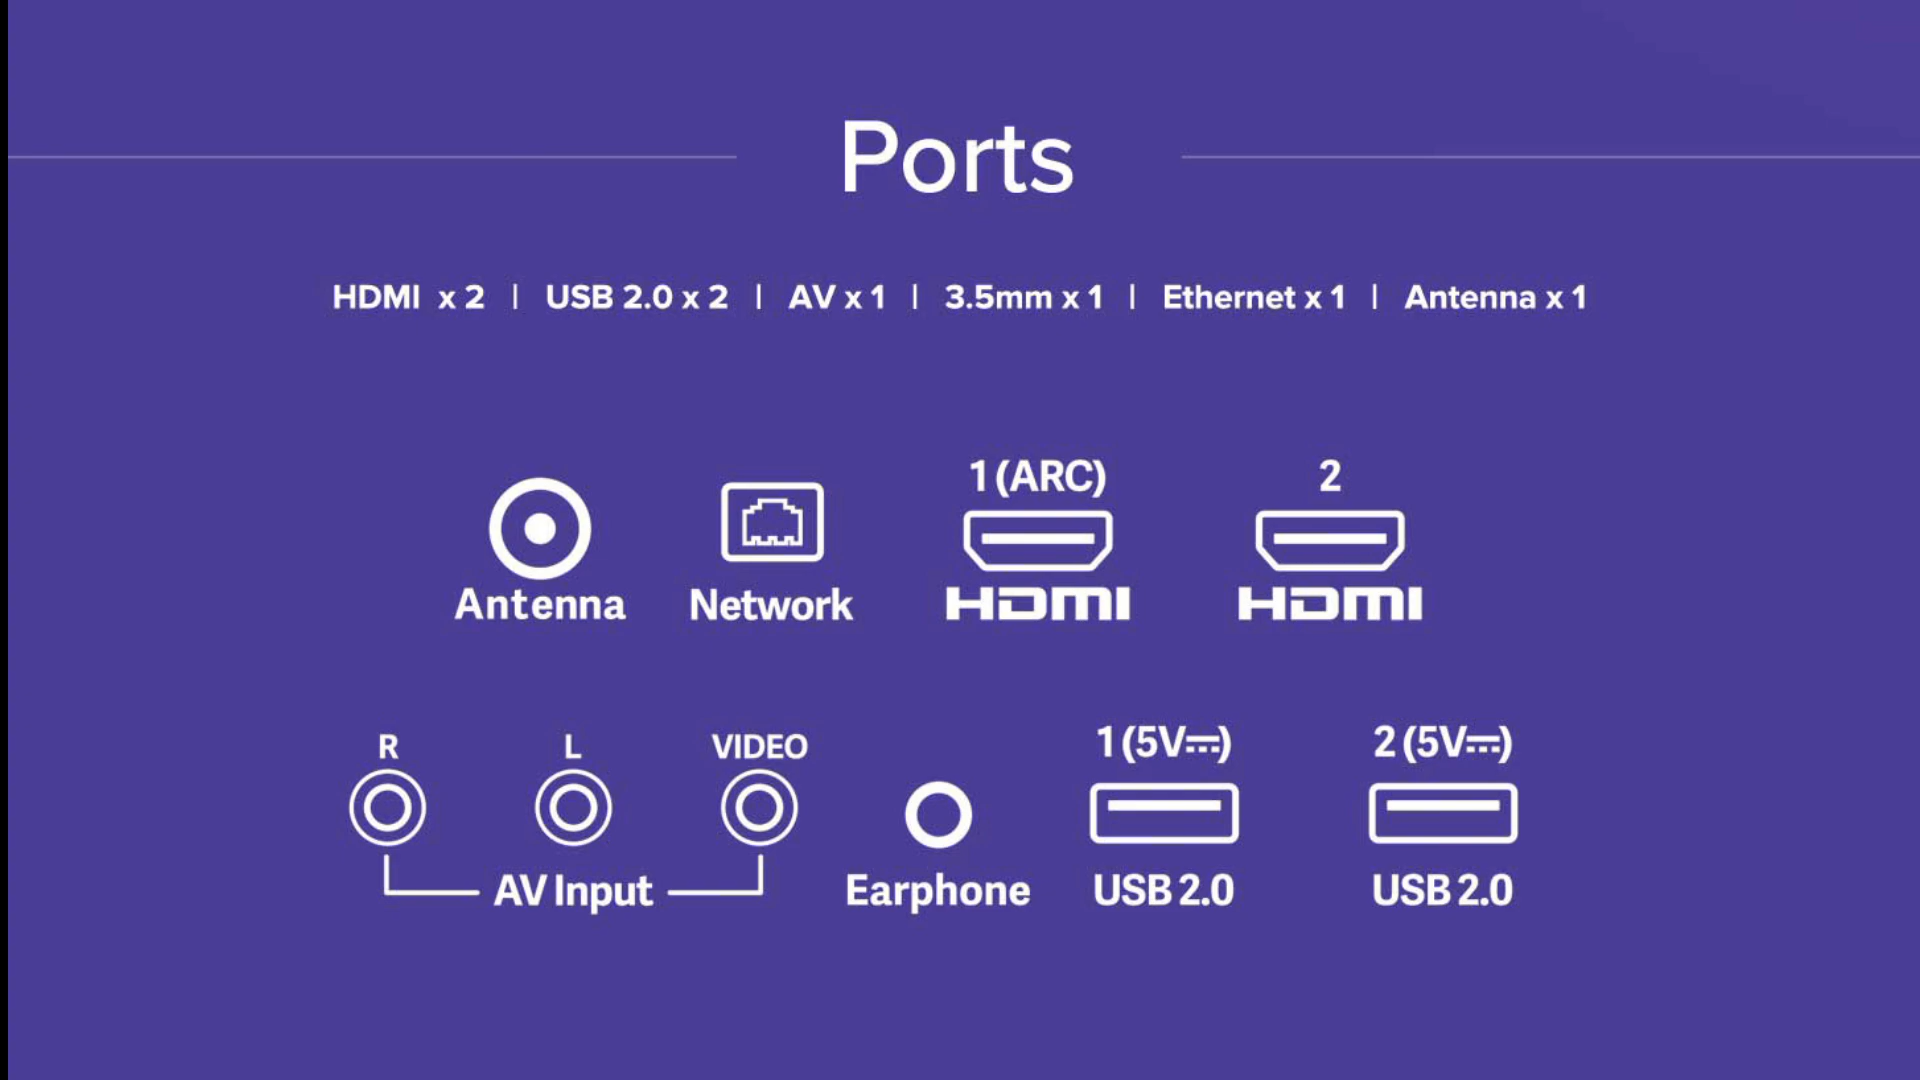 Ports
HDMI x 2 | USB 2.0 x 2 | AV x 1 | 3.5mm x 1 | Ethernet x 1 | Antenna x 1
1 (ARC) 2
Antenna Network HDMI HDMI
R L VIDEO 1 (5V⎓) 2 (5V⎓)
AV Input Earphone USB 2.0 USB 2.0